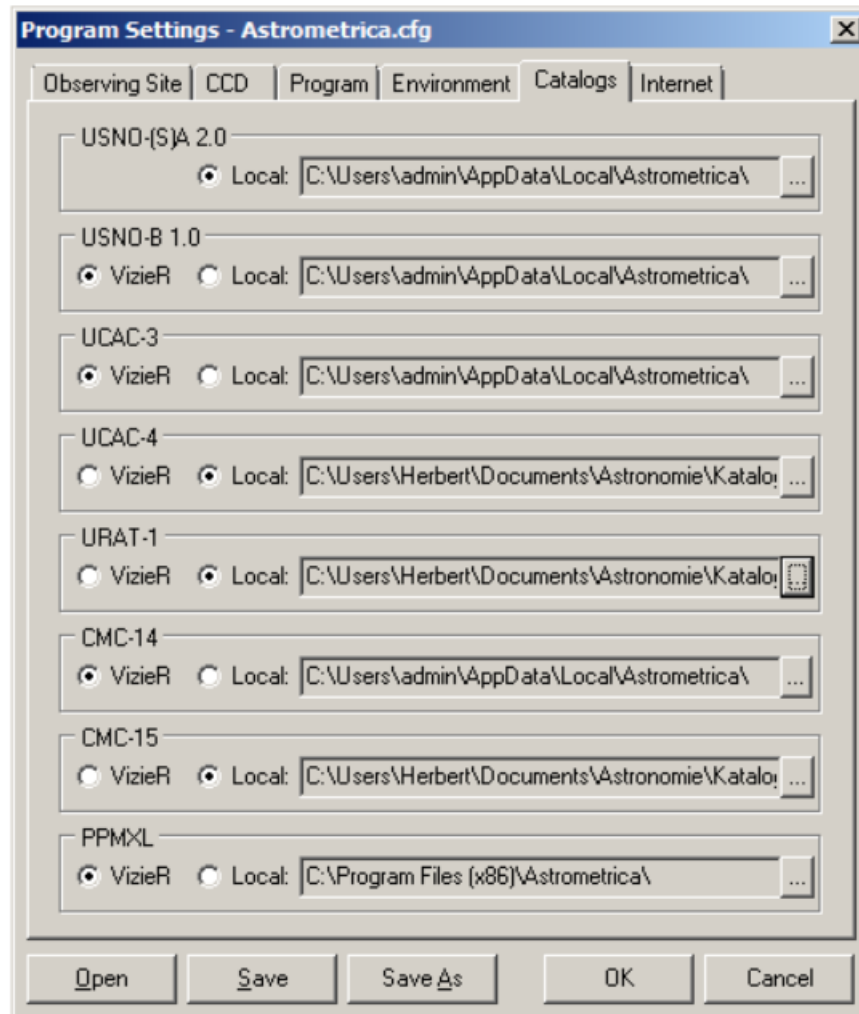 Program Settings - Astrometrica.cfg
Observing Site CCD Program Environment Catalogs Internet
USNO-(S)A 2.0
Local: C:\Users\admin\AppData\Local\Astrometrica\ ...
USNO-B 1.0
VizieR Local: C:\Users\admin\AppData\Local\Astrometrica\ ...
UCAC-3
VizieR Local: C:\Users\admin\AppData\Local\Astrometrica\ ...
UCAC-4
VizieR Local: C:\Users\Herbert\Documents\Astronomie\Katalog ...
URAT-1
VizieR Local: C:\Users\Herbert\Documents\Astronomie\Katalog ...
CMC-14
VizieR Local: C:\Users\admin\AppData\Local\Astrometrica\ ...
CMC-15
VizieR Local: C:\Users\Herbert\Documents\Astronomie\Katalog ...
PPMXL
VizieR Local: C:\Program Files (x86)\Astrometrica\ ...
Open Save Save As OK Cancel